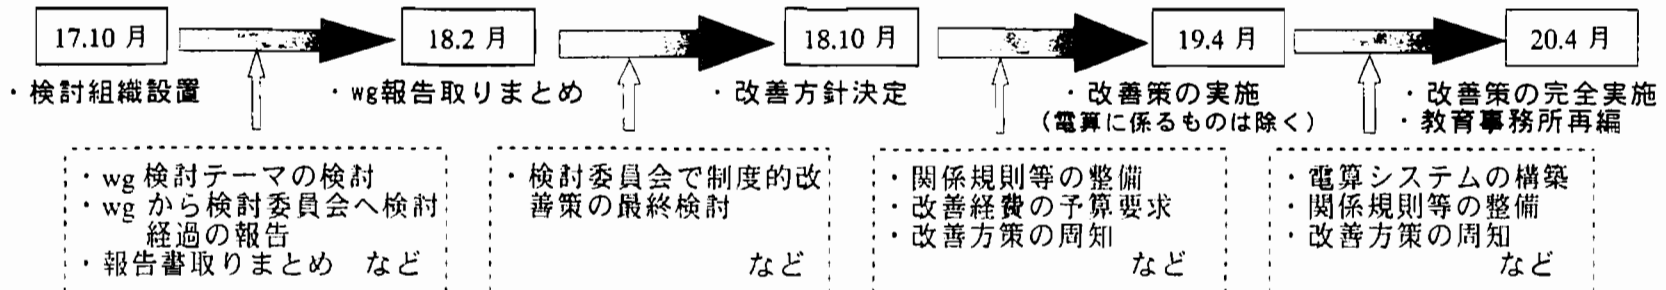 17.10 月
18.2 月
18.10 月
19.4 月
20.4 月
・検討組織設置
・wg報告取りまとめ
・改善方針決定
・改善策の実施
（電算に係るものは除く）
・改善策の完全実施
・教育事務所再編
・wg 検討テーマの検討
・wg から検討委員会へ検討
経過の報告
・報告書取りまとめ　など
・検討委員会で制度的改
善策の最終検討
など
・関係規則等の整備
・改善経費の予算要求
・改善方策の周知
など
・電算システムの構築
・関係規則等の整備
・改善方策の周知
など